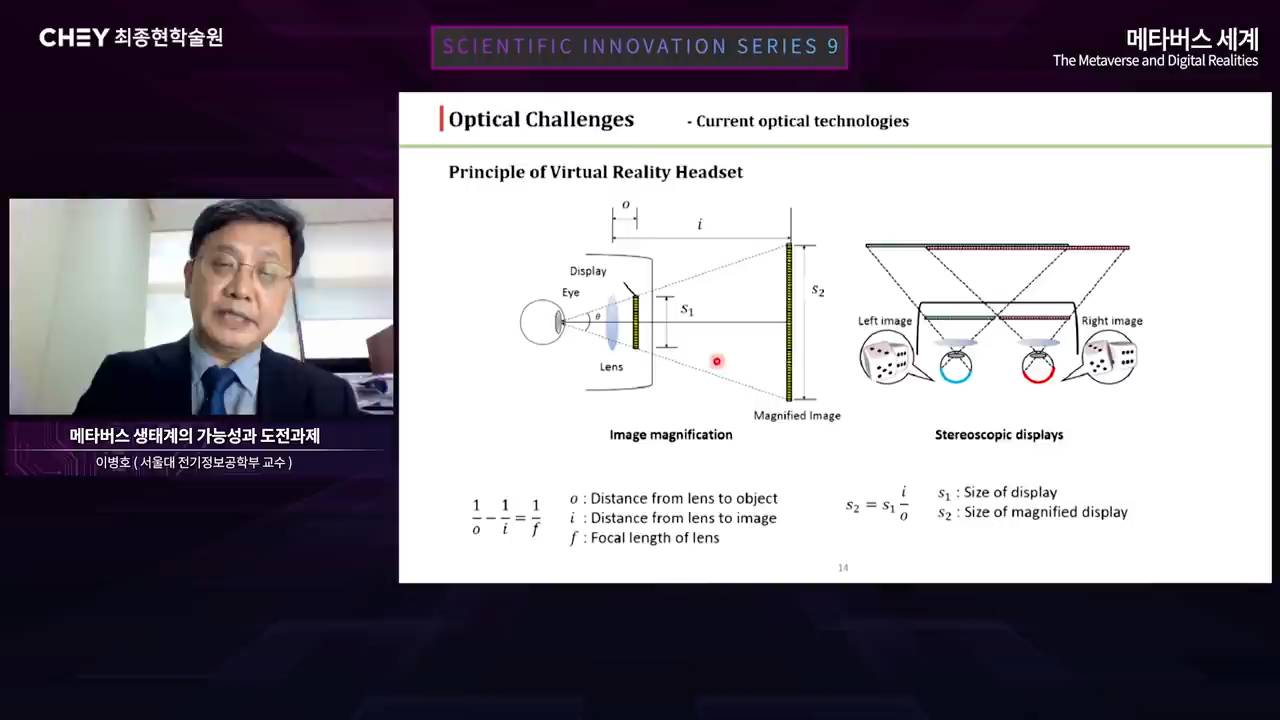 CHEY 최종현학술원
SCIENTIFIC INNOVATION SERIES 9
메타버스 세계
The Metaverse and Digital Realities
Optical Challenges - Current optical technologies
Principle of Virtual Reality Headset
o
i
Display
Eye
θ
s₁
s₂
Lens
Magnified Image
Image magnification
Left image
Right image
Stereoscopic displays
1/o − 1/i = 1/f
o : Distance from lens to object
i : Distance from lens to image
f : Focal length of lens
s₂ = s₁ i/o
s₁ : Size of display
s₂ : Size of magnified display
14
메타버스 생태계의 가능성과 도전과제
이병호 ( 서울대 전기정보공학부 교수 )